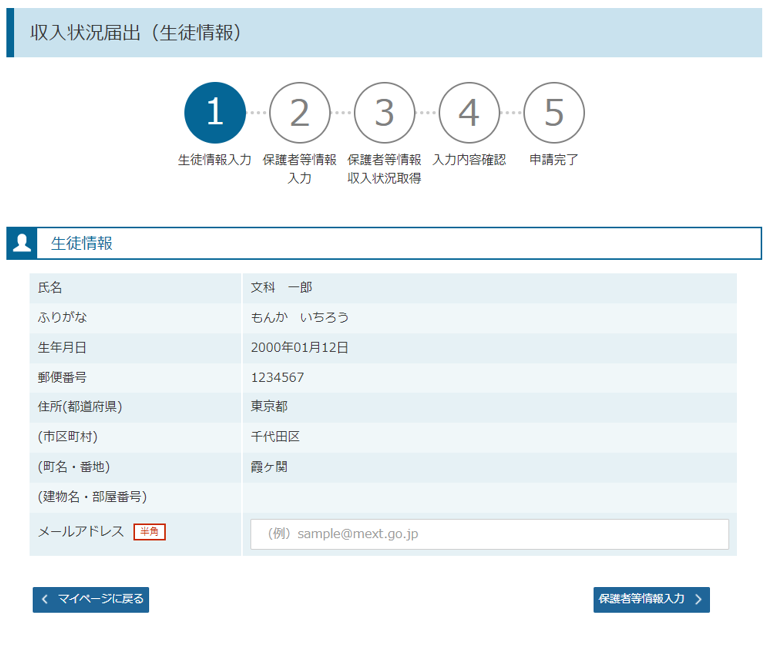 収入状況届出（生徒情報）
1 2 3 4 5
生徒情報入力 保護者等情報 保護者等情報 入力内容確認 申請完了
入力 収入状況取得
生徒情報
氏名 文科　一郎
ふりがな もんか　いちろう
生年月日 2000年01月12日
郵便番号 1234567
住所(都道府県) 東京都
(市区町村) 千代田区
(町名・番地) 霞ヶ関
(建物名・部屋番号)
メールアドレス 半角 （例）sample@mext.go.jp
マイページに戻る 保護者等情報入力